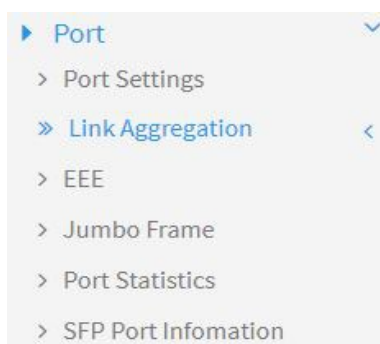 Port
Port Settings
Link Aggregation
EEE
Jumbo Frame
Port Statistics
SFP Port Infomation